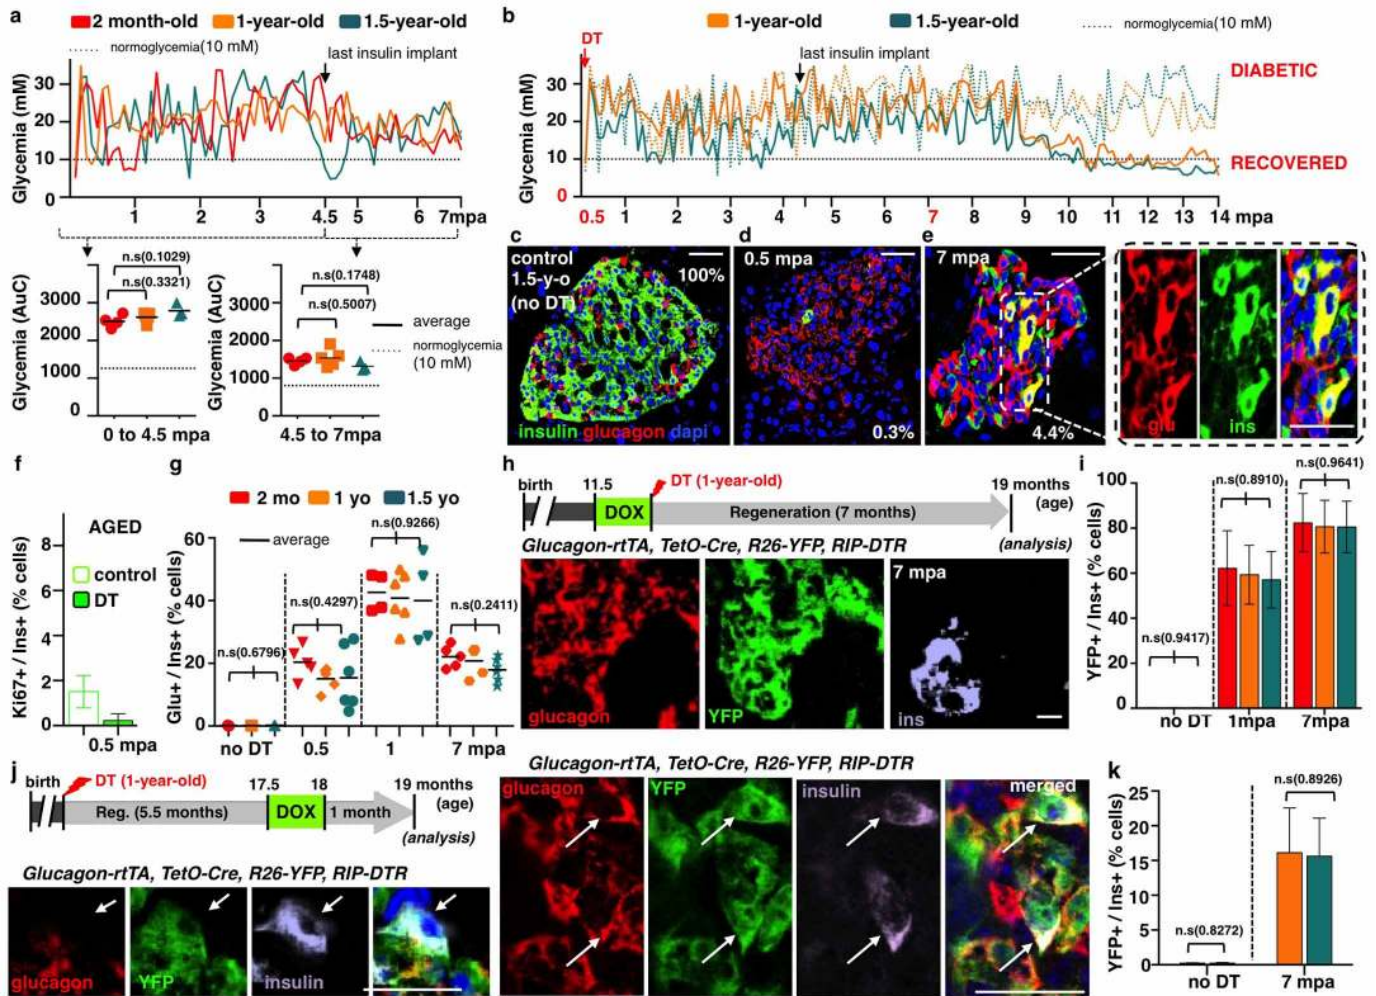 a
2 month-old 1-year-old 1.5-year-old
normoglycemia(10 mM)
last insulin implant
Glycemia (mM)
30
20
10
0
1 2 3 4.5 5 6 7mpa
n.s(0.1029)
n.s(0.3321)
Glycemia (AuC)
3000
2000
1000
0
0 to 4.5 mpa
n.s(0.1748)
n.s(0.5007)
Glycemia (AuC)
3000
2000
1000
0
4.5 to 7mpa
average
normoglycemia
(10 mM)
b
1-year-old 1.5-year-old
normoglycemia(10 mM)
DT
last insulin implant
Glycemia (mM)
30
20
10
0
DIABETIC
RECOVERED
0.5 1 2 3 4 5 6 7 8 9 10 11 12 13 14 mpa
c
control
1.5-y-o
(no DT)
100%
insulin glucagon dapi
d
0.5 mpa
0.3%
e
7 mpa
4.4%
glu
ins
f
AGED
control
DT
Ki67+ / Ins+ (% cells)
8
6
4
2
0
0.5 mpa
g
2 mo 1 yo 1.5 yo
average
n.s(0.9266)
n.s(0.4297)
n.s(0.2411)
n.s(0.6796)
Glu+ / Ins+ (% cells)
60
40
20
0
no DT 0.5 1 7 mpa
h
birth 11.5 DT (1-year-old) 19 months
(age)
DOX Regeneration (7 months)
(analysis)
Glucagon-rtTA, TetO-Cre, R26-YFP, RIP-DTR
7 mpa
glucagon
YFP
ins
i
n.s(0.9641)
n.s(0.8910)
n.s(0.9417)
YFP+ / Ins+ (% cells)
100
80
60
40
20
0
no DT 1mpa 7mpa
j
birth DT (1-year-old) 17.5 18 19 months
(age)
Reg. (5.5 months) DOX 1 month
(analysis)
Glucagon-rtTA, TetO-Cre, R26-YFP, RIP-DTR
glucagon
YFP
insulin
Glucagon-rtTA, TetO-Cre, R26-YFP, RIP-DTR
glucagon
YFP
insulin
merged
k
n.s(0.8926)
n.s(0.8272)
YFP+ / Ins+ (% cells)
25
20
15
10
5
0
no DT 7 mpa